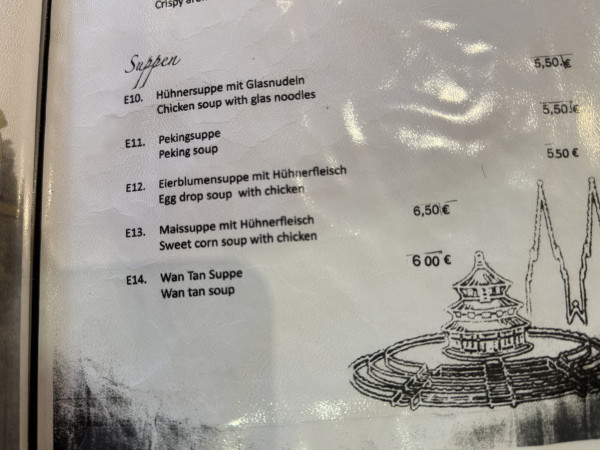 Crispy
Suppen
E10. Hühnersuppe mit Glasnudeln 5,50 €
Chicken soup with glas noodles
E11. Pekingsuppe 5,50 €
Peking soup
E12. Eierblumensuppe mit Hühnerfleisch 5 50 €
Egg drop soup with chicken
E13. Maissuppe mit Hühnerfleisch 6,50 €
Sweet corn soup with chicken
E14. Wan Tan Suppe 6 00 €
Wan tan soup